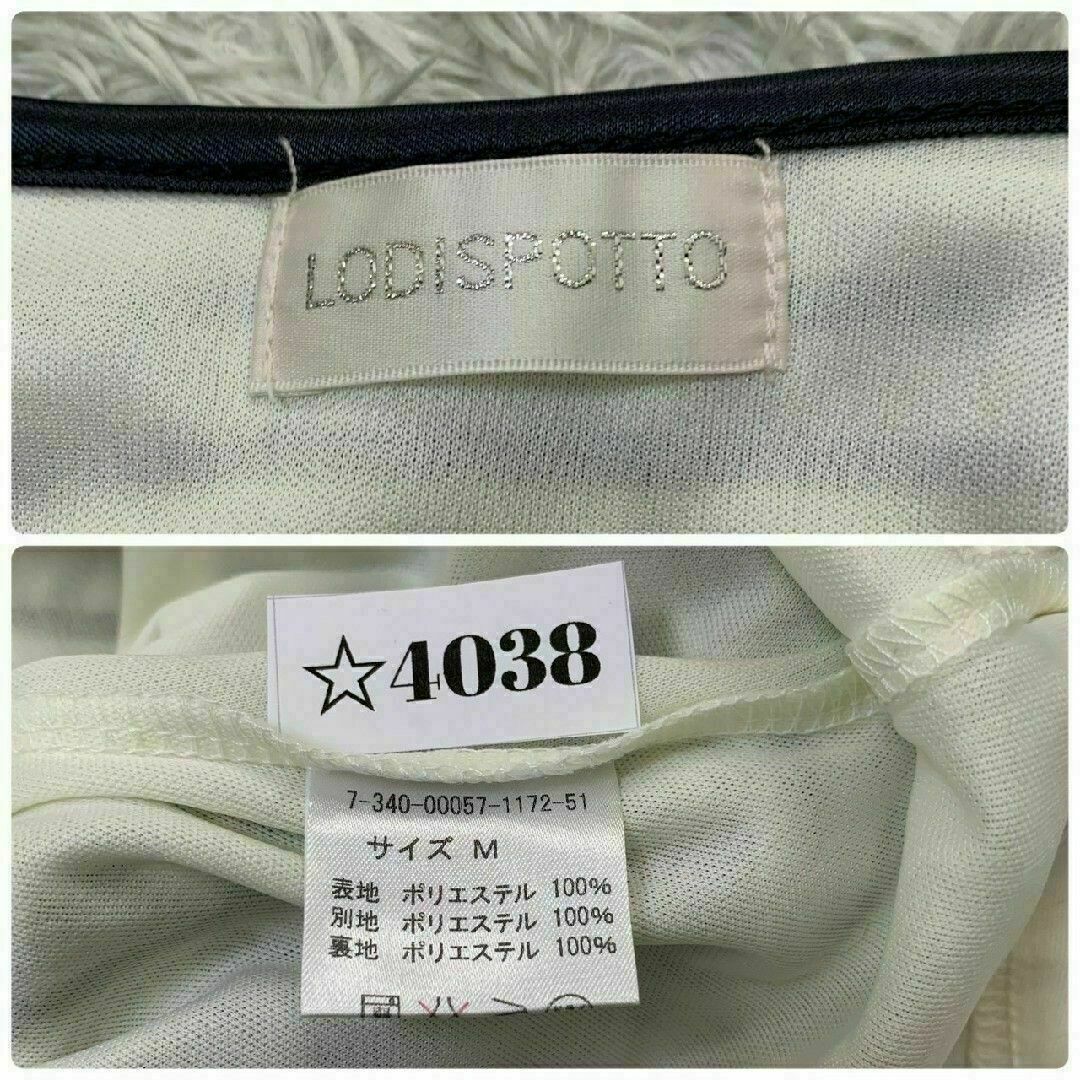 LODISPOTTO
☆4038
7-340-00057-1172-51
サイズ M
表地 ポリエステル 100%
別地 ポリエステル 100%
裏地 ポリエステル 100%